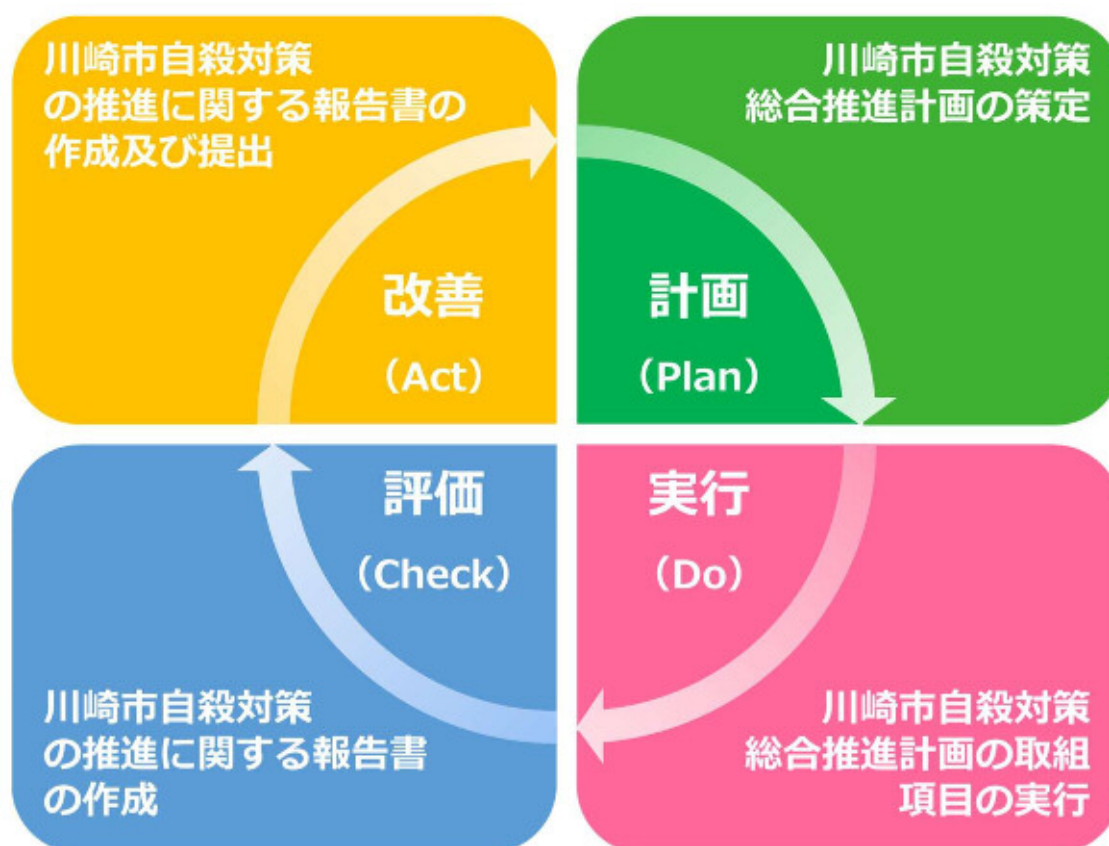 川崎市自殺対策
の推進に関する報告書の
作成及び提出
改善
（Act）
川崎市自殺対策
総合推進計画の策定
計画
（Plan）
評価
（Check）
川崎市自殺対策
の推進に関する報告書
の作成
実行
（Do）
川崎市自殺対策
総合推進計画の取組
項目の実行